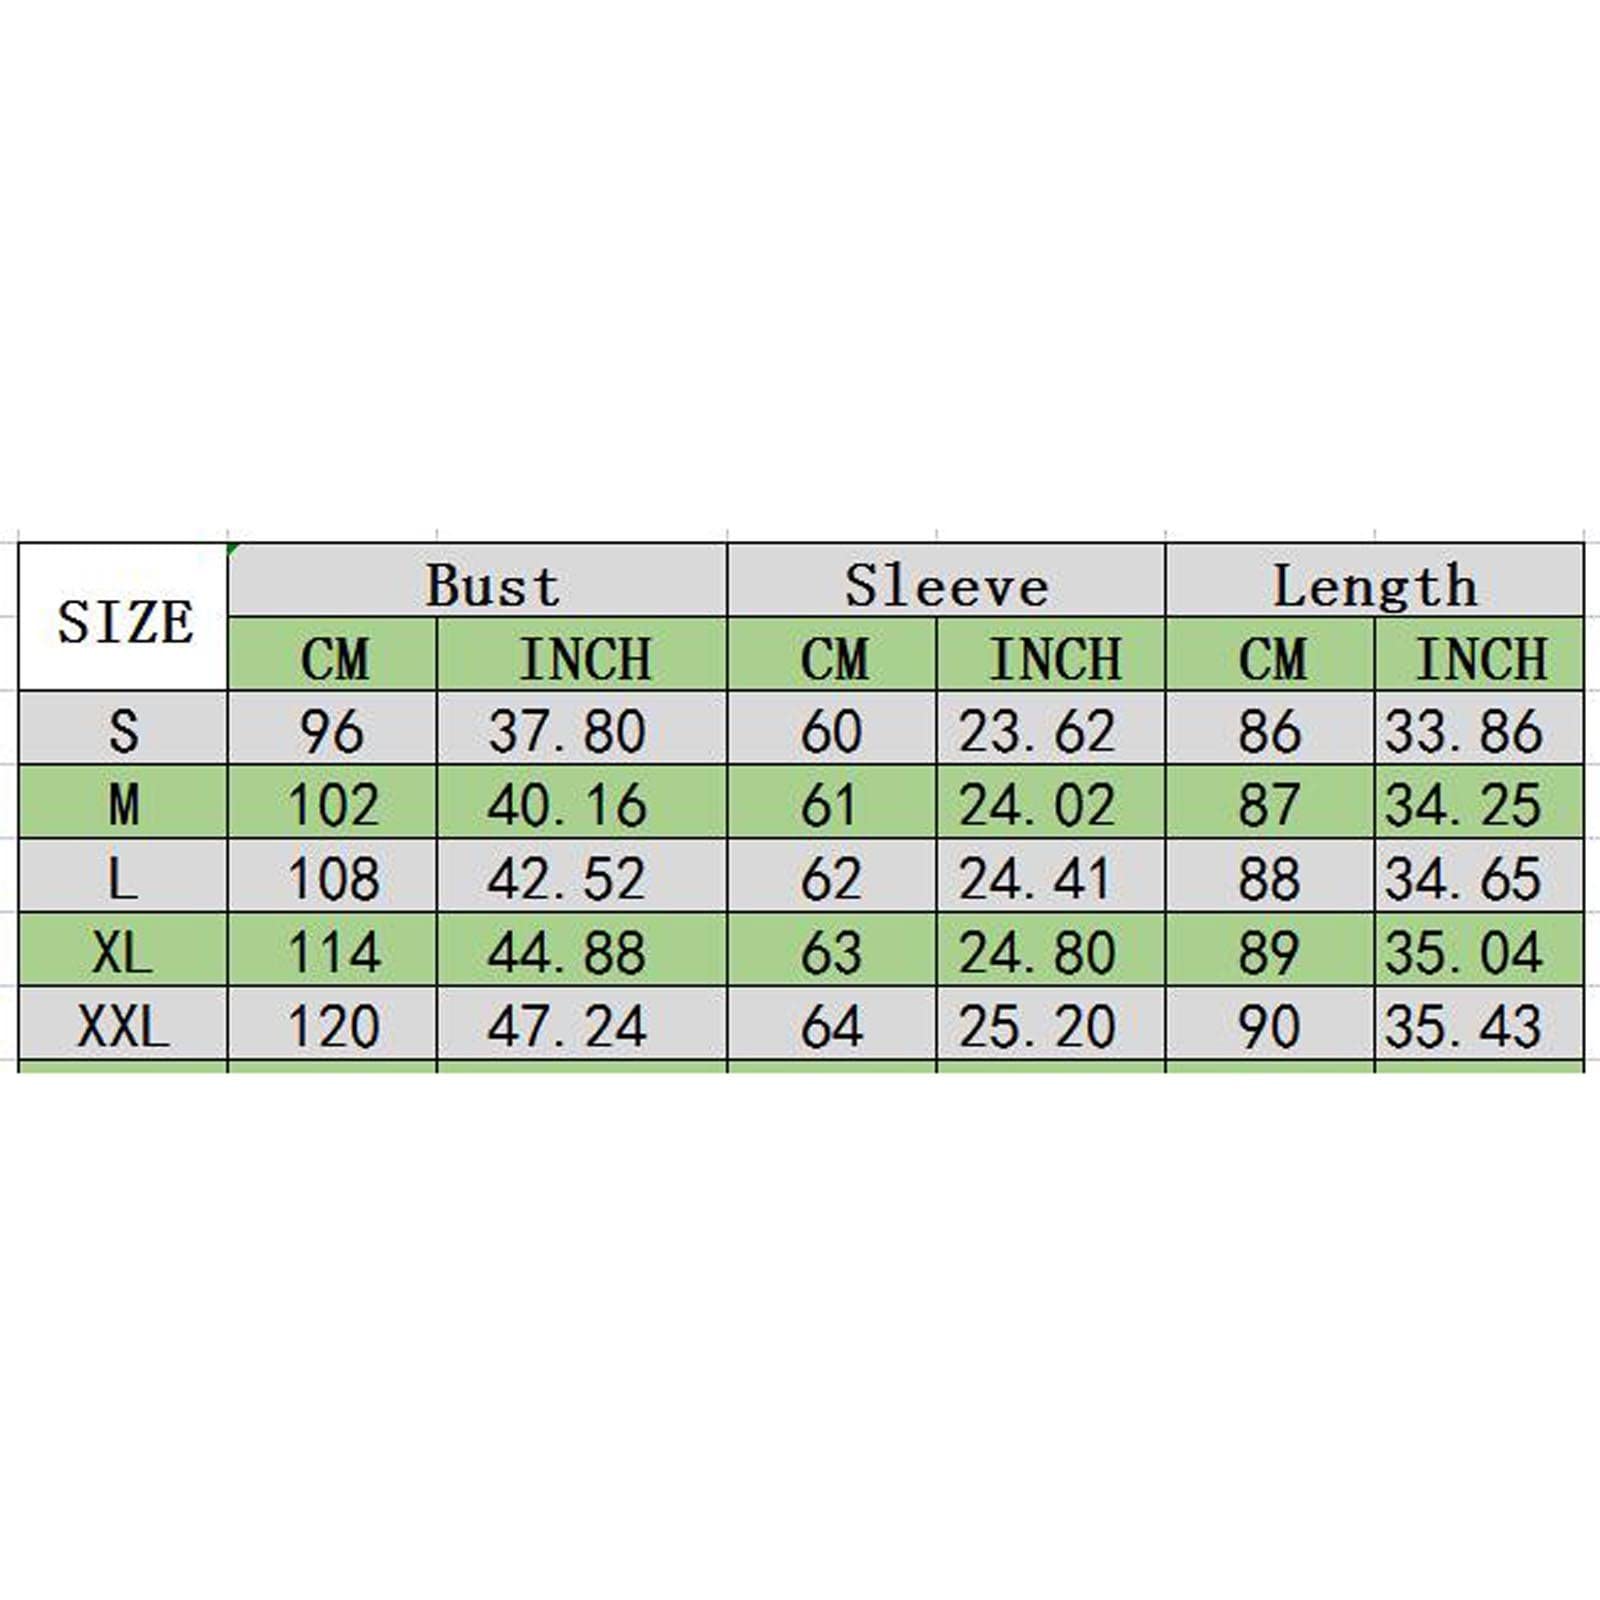 SIZE Bust Sleeve Length
CM INCH CM INCH CM INCH
S 96 37.80 60 23.62 86 33.86
M 102 40.16 61 24.02 87 34.25
L 108 42.52 62 24.41 88 34.65
XL 114 44.88 63 24.80 89 35.04
XXL 120 47.24 64 25.20 90 35.43